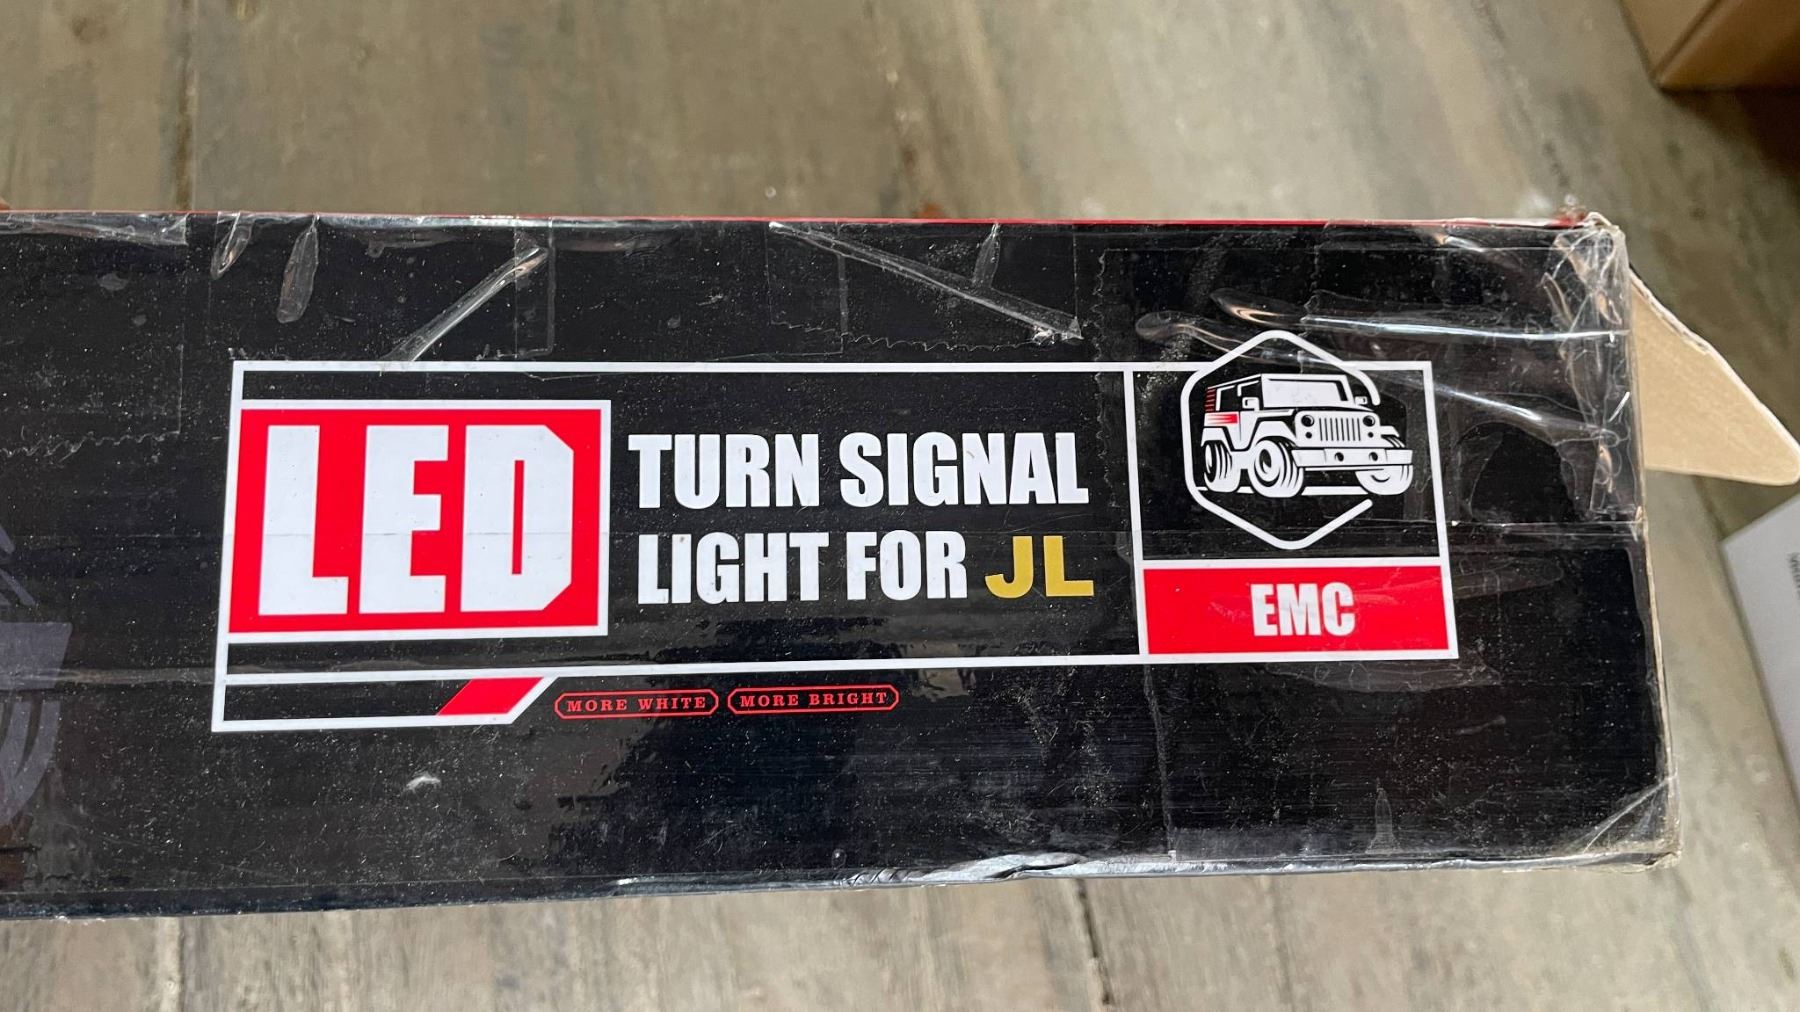 LED
TURN SIGNAL
LIGHT FOR JL
EMC
MORE WHITE MORE BRIGHT